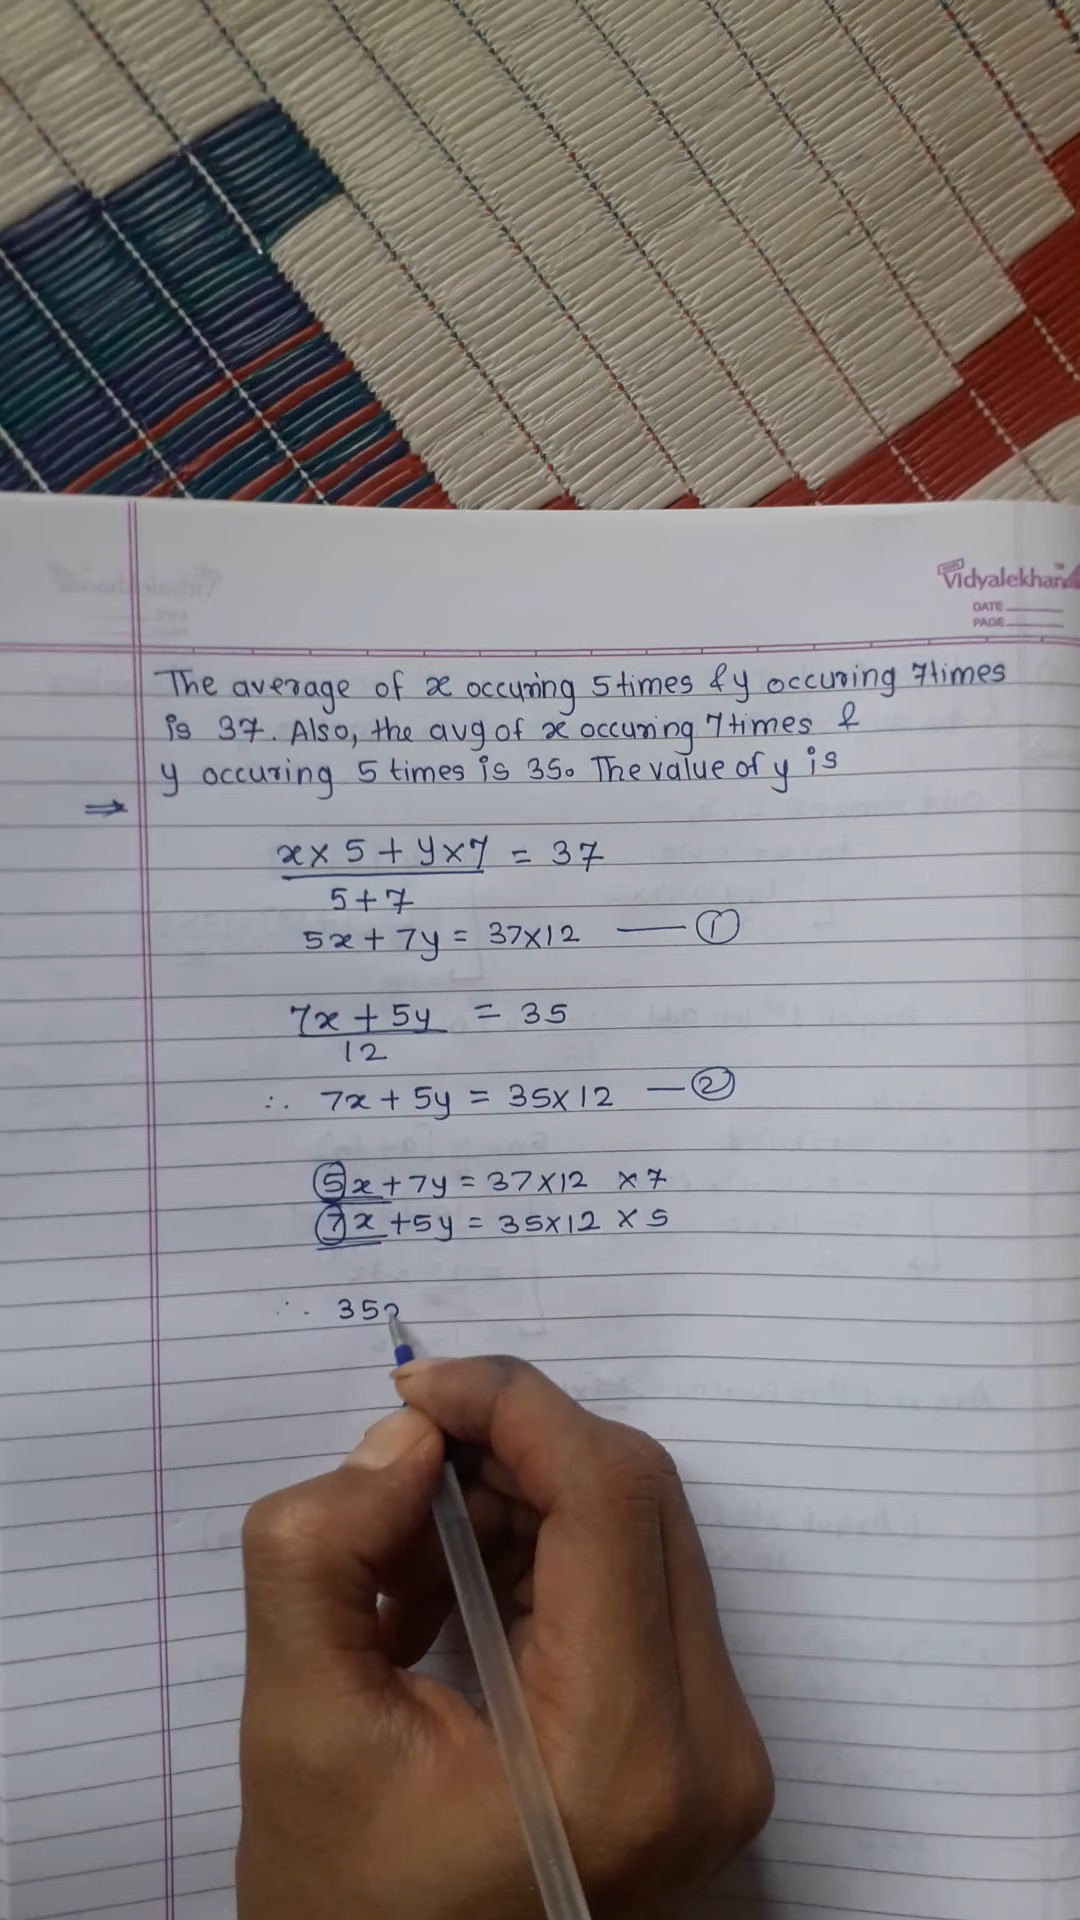 Vidyalekhan
DATE
PAGE
The average of x occuring 5 times & y occuring 7 times
is 37. Also, the avg of x occuring 7 times &
y occuring 5 times is 35. The value of y is
⇒
x × 5 + y × 7 = 37
5 + 7
5x + 7y = 37×12 — ①
7x + 5y = 35
12
∴ 7x + 5y = 35×12 — ②
⑤x + 7y = 37×12 ×7
⑦x + 5y = 35×12 ×5
∴ 35